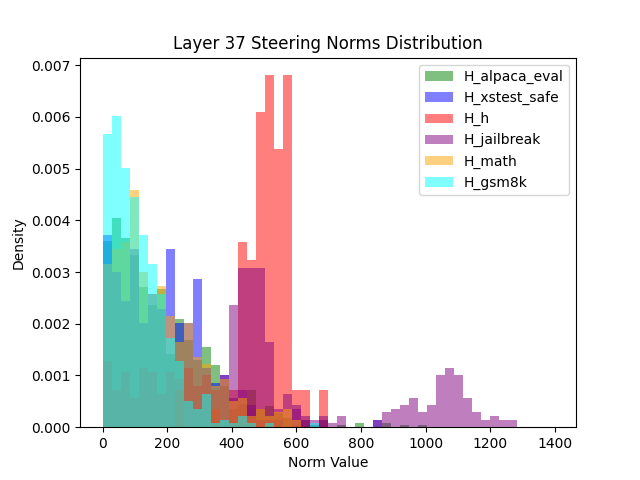 Layer 37 Steering Norms Distribution
0.007
0.006
0.005
0.004
0.003
0.002
0.001
0.000
Density
H_alpaca_eval
H_xstest_safe
H_h
H_jailbreak
H_math
H_gsm8k
0 200 400 600 800 1000 1200 1400
Norm Value